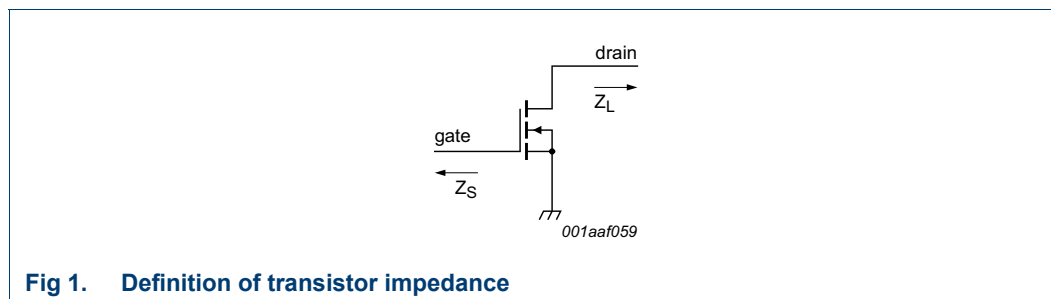 drain
Z_L
gate
Z_S
001aaf059
Fig 1. Definition of transistor impedance